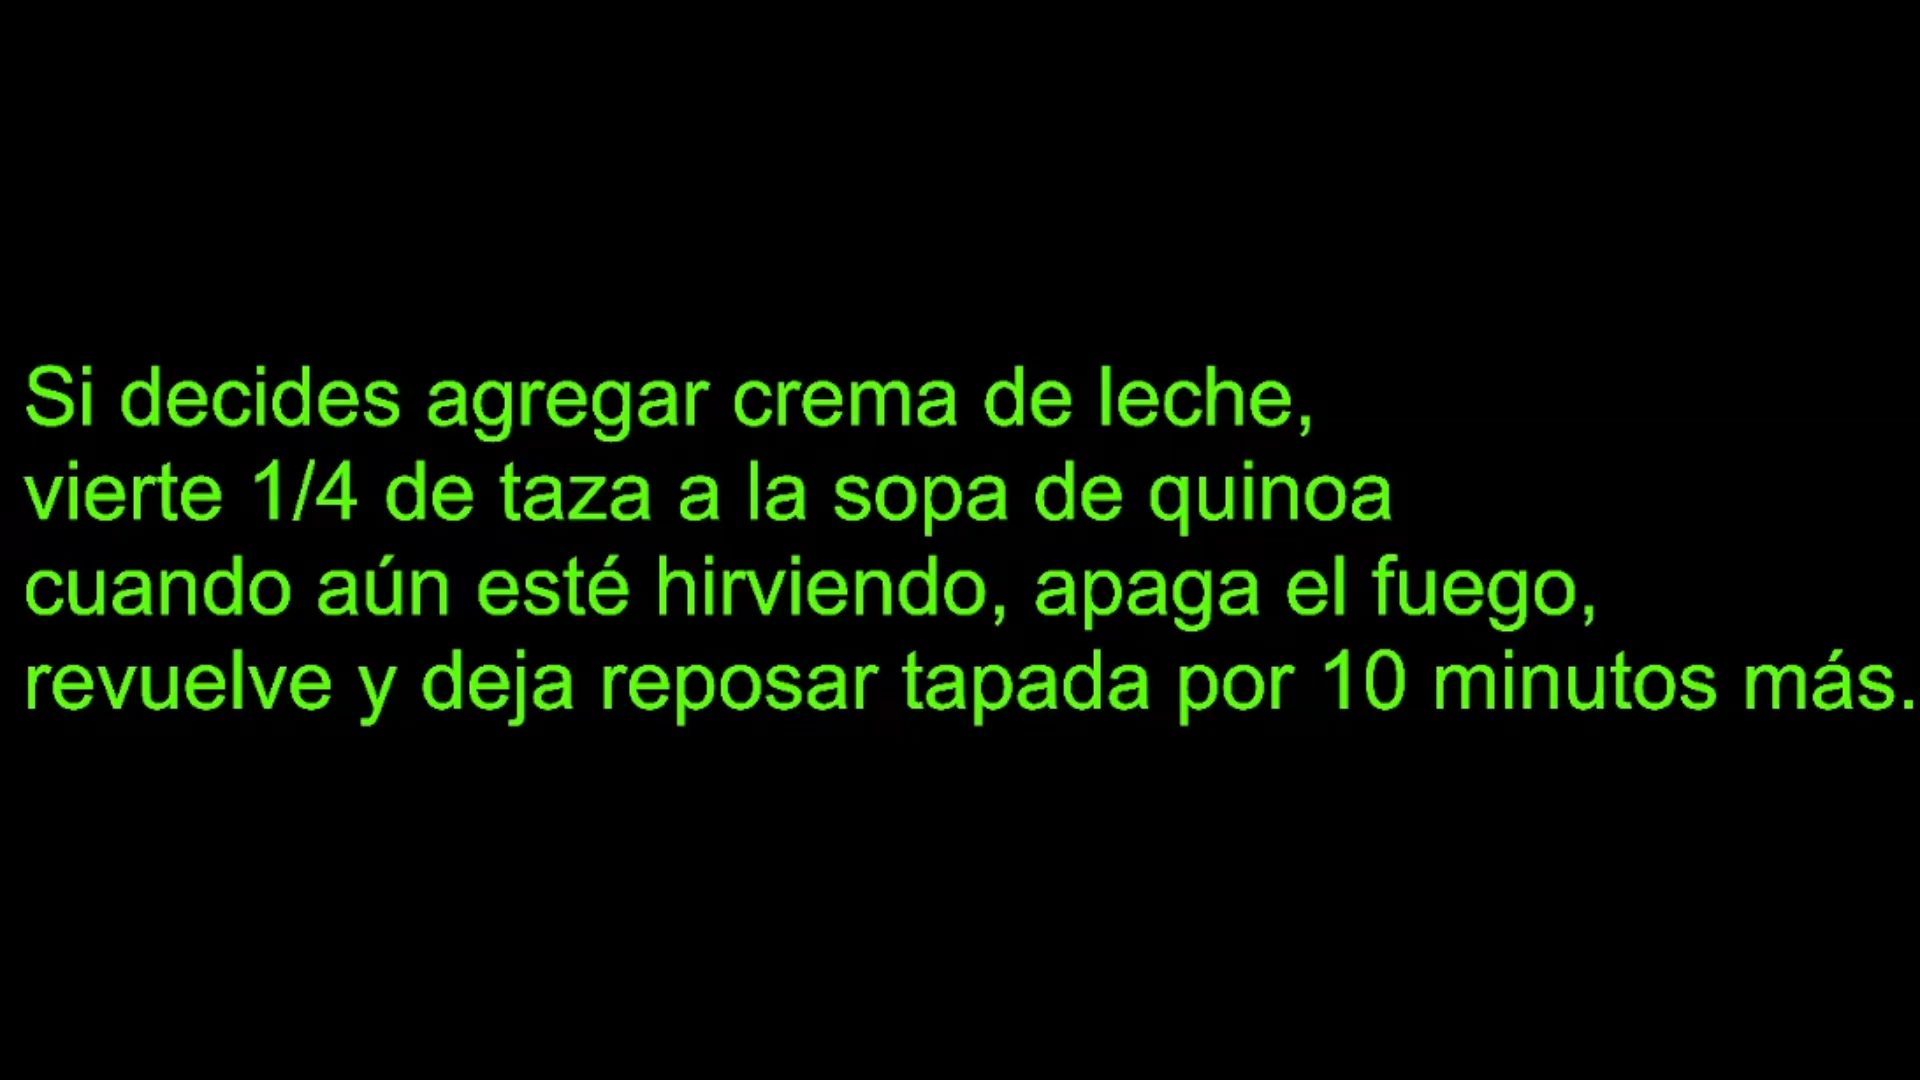 Si decides agregar crema de leche,
vierte 1/4 de taza a la sopa de quinoa
cuando aún esté hirviendo, apaga el fuego,
revuelve y deja reposar tapada por 10 minutos más.